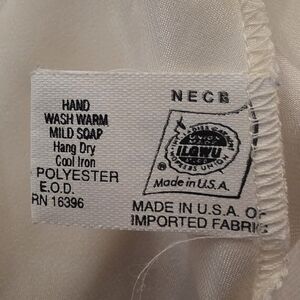 HAND
WASH WARM
MILD SOAP
Hang Dry
Cool Iron
POLYESTER
E.O.D.
RN 16396
NECB
UNION
ILGWU
®
Made in U.S.A.
MADE IN U.S.A. OF
IMPORTED FABRIC